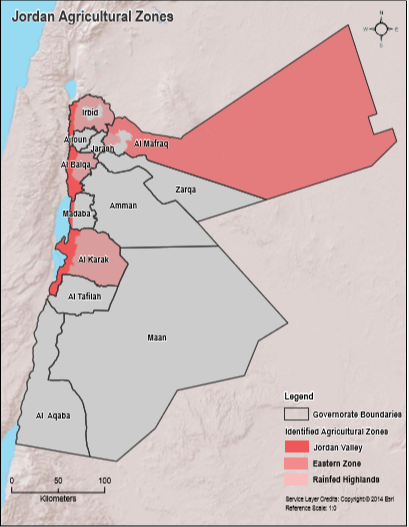 Jordan Agricultural Zones
N
W E
S
Irbid
Ajloun
Jarash
Al Mafraq
Al Balqa
Zarqa
Amman
Madaba
Al Karak
Al Tafilah
Maan
Al Aqaba
Legend
Governorate Boundaries
Identified Agricultural Zones
Jordan Valley
Eastern Zone
Rainfed Highlands
0 50 100
Kilometers
Service Layer Credits: Copyright:© 2014 Esri
Reference Scale: 1:0